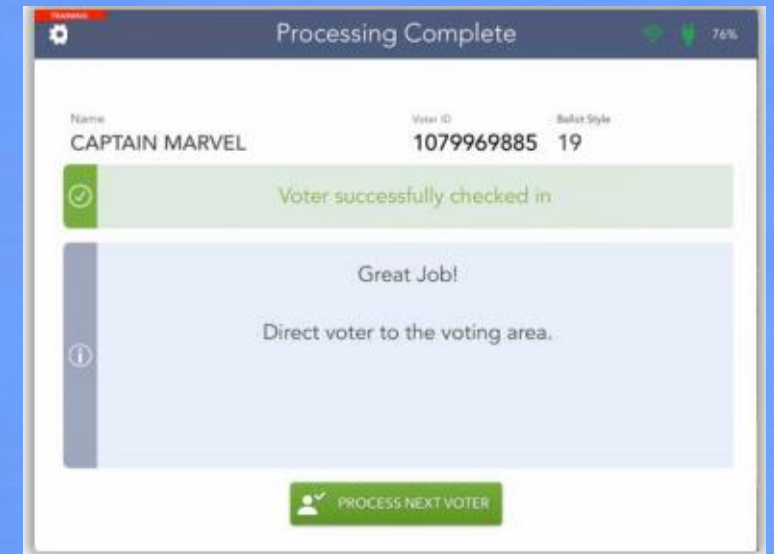 TRAINING
Processing Complete
76%
Name
Voter ID
Ballot Style
CAPTAIN MARVEL
1079969885
19
Voter successfully checked in
Great Job!
Direct voter to the voting area.
PROCESS NEXT VOTER